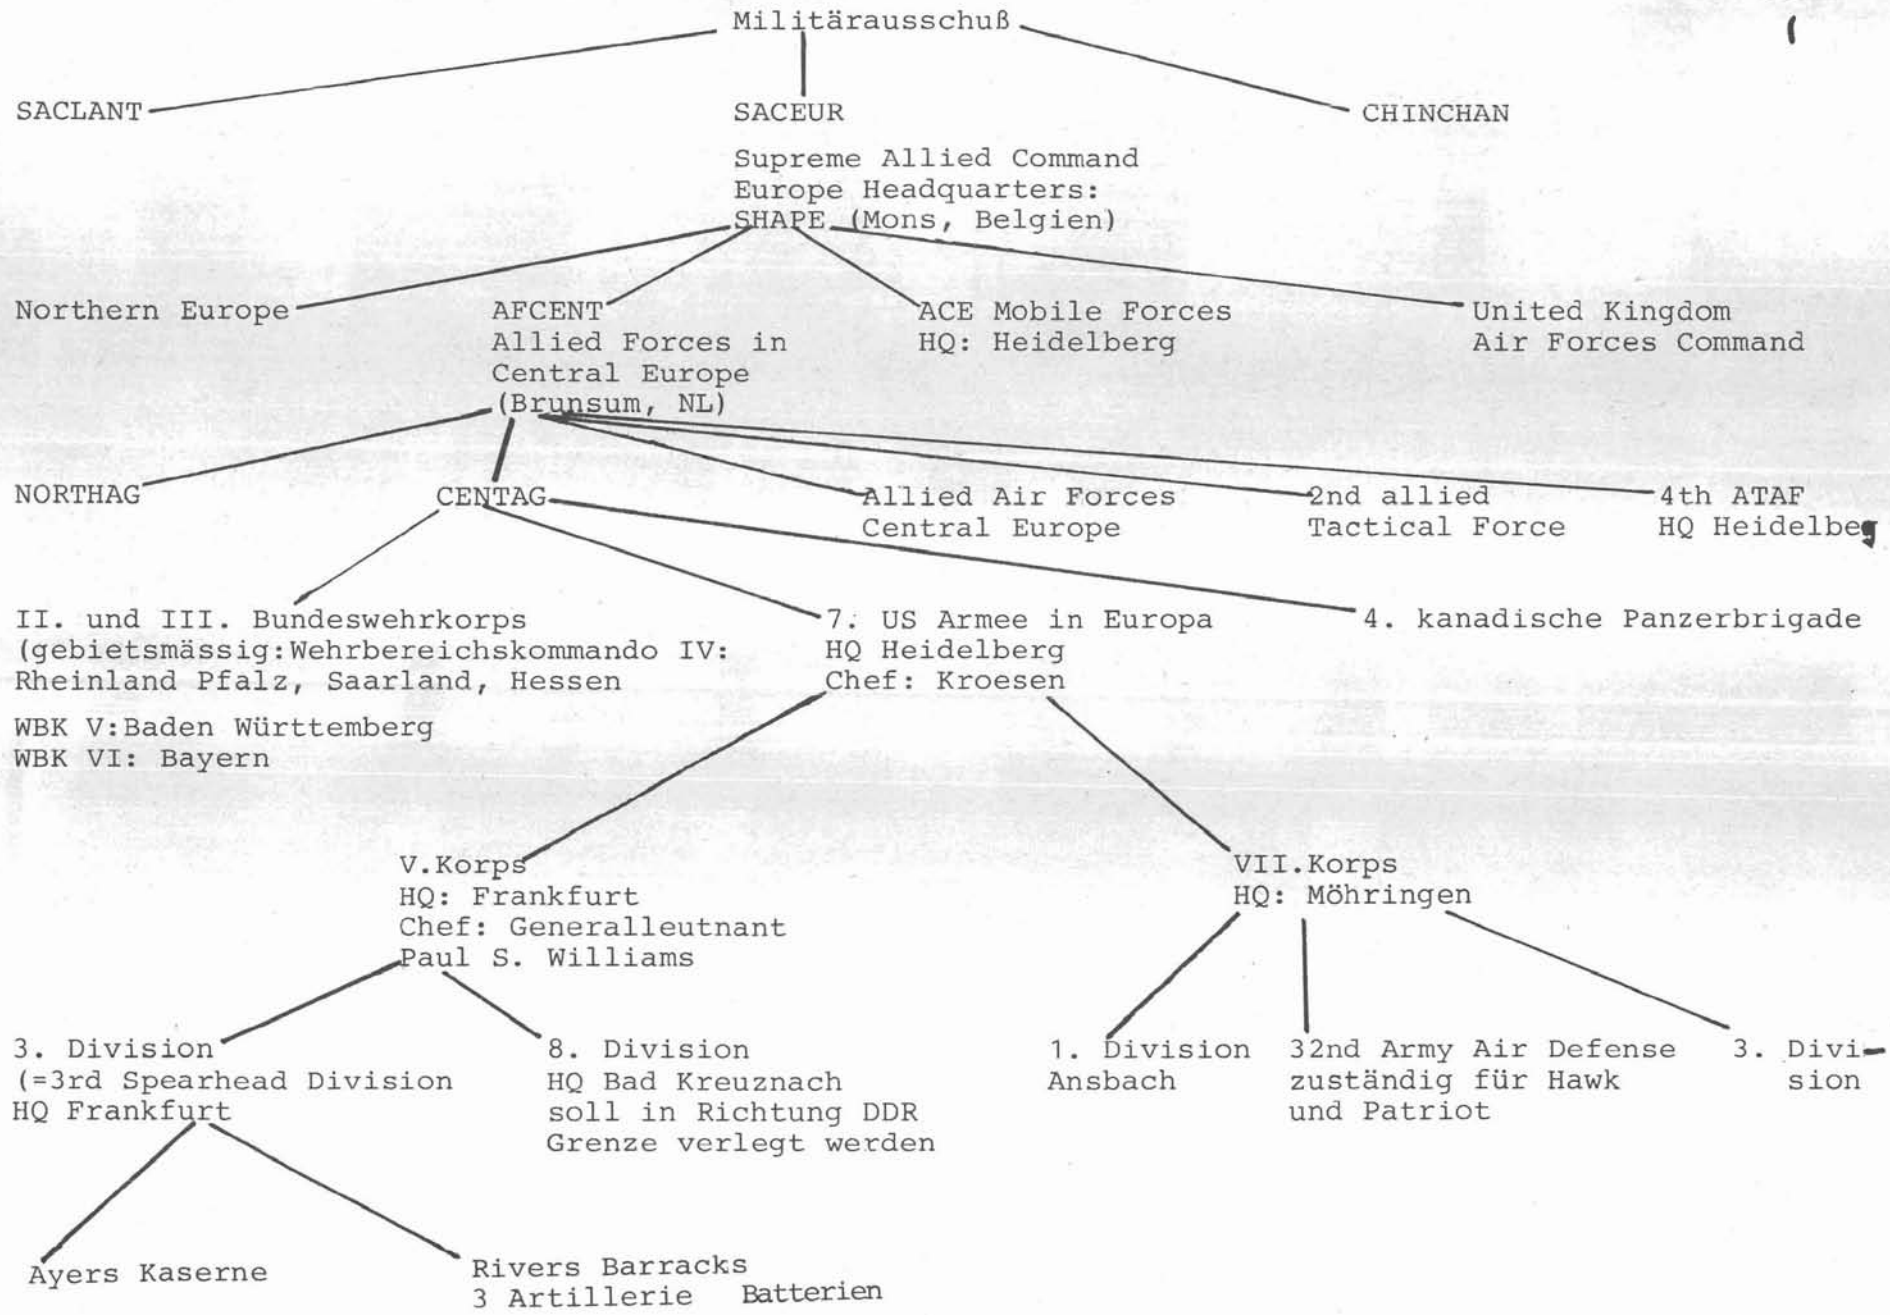 Militärausschuß
SACLANT
SACEUR
CHINCHAN
Supreme Allied Command
Europe Headquarters:
SHAPE (Mons, Belgien)
Northern Europe
AFCENT
Allied Forces in
Central Europe
(Brunsum, NL)
ACE Mobile Forces
HQ: Heidelberg
United Kingdom
Air Forces Command
NORTHAG
CENTAG
Allied Air Forces
Central Europe
2nd allied
Tactical Force
4th ATAF
HQ Heidelbeg
II. und III. Bundeswehrkorps
(gebietsmässig:Wehrbereichskommando IV:
Rheinland Pfalz, Saarland, Hessen
WBK V:Baden Württemberg
WBK VI: Bayern
7. US Armee in Europa
HQ Heidelberg
Chef: Kroesen
4. kanadische Panzerbrigade
V.Korps
HQ: Frankfurt
Chef: Generalleutnant
Paul S. Williams
VII.Korps
HQ: Möhringen
3. Division
(=3rd Spearhead Division
HQ Frankfurt
8. Division
HQ Bad Kreuznach
soll in Richtung DDR
Grenze verlegt werden
1. Division
Ansbach
32nd Army Air Defense
zuständig für Hawk
und Patriot
3. Divi-
sion
Ayers Kaserne
Rivers Barracks
3 Artillerie Batterien